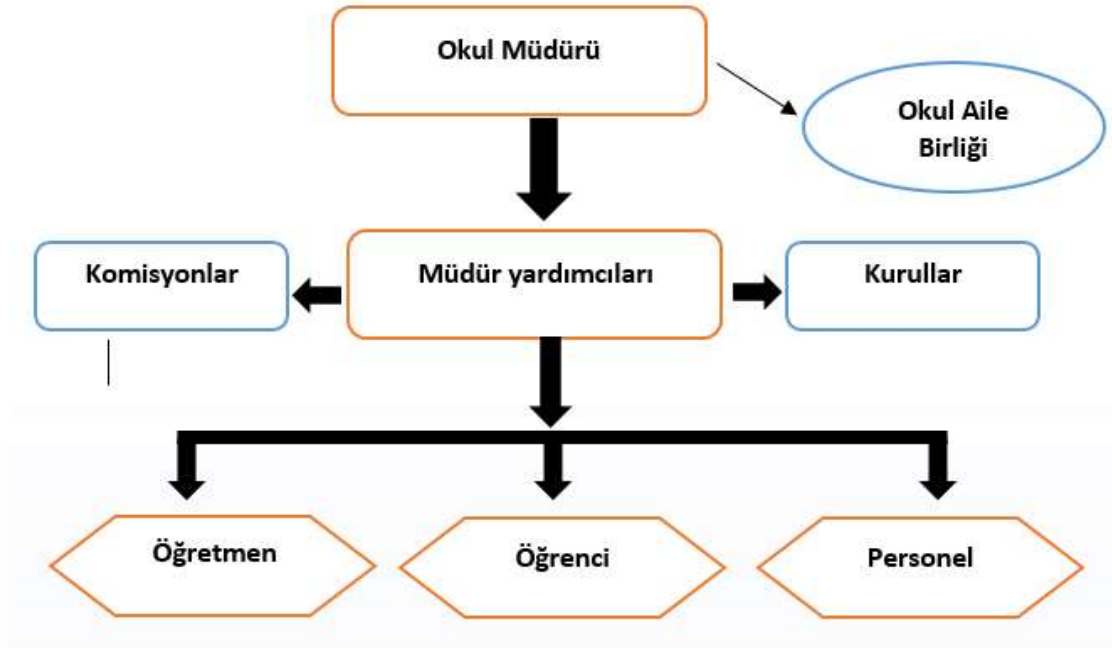 Okul Müdürü
Okul Aile
Birliği
Komisyonlar
Müdür yardımcıları
Kurullar
Öğretmen
Öğrenci
Personel